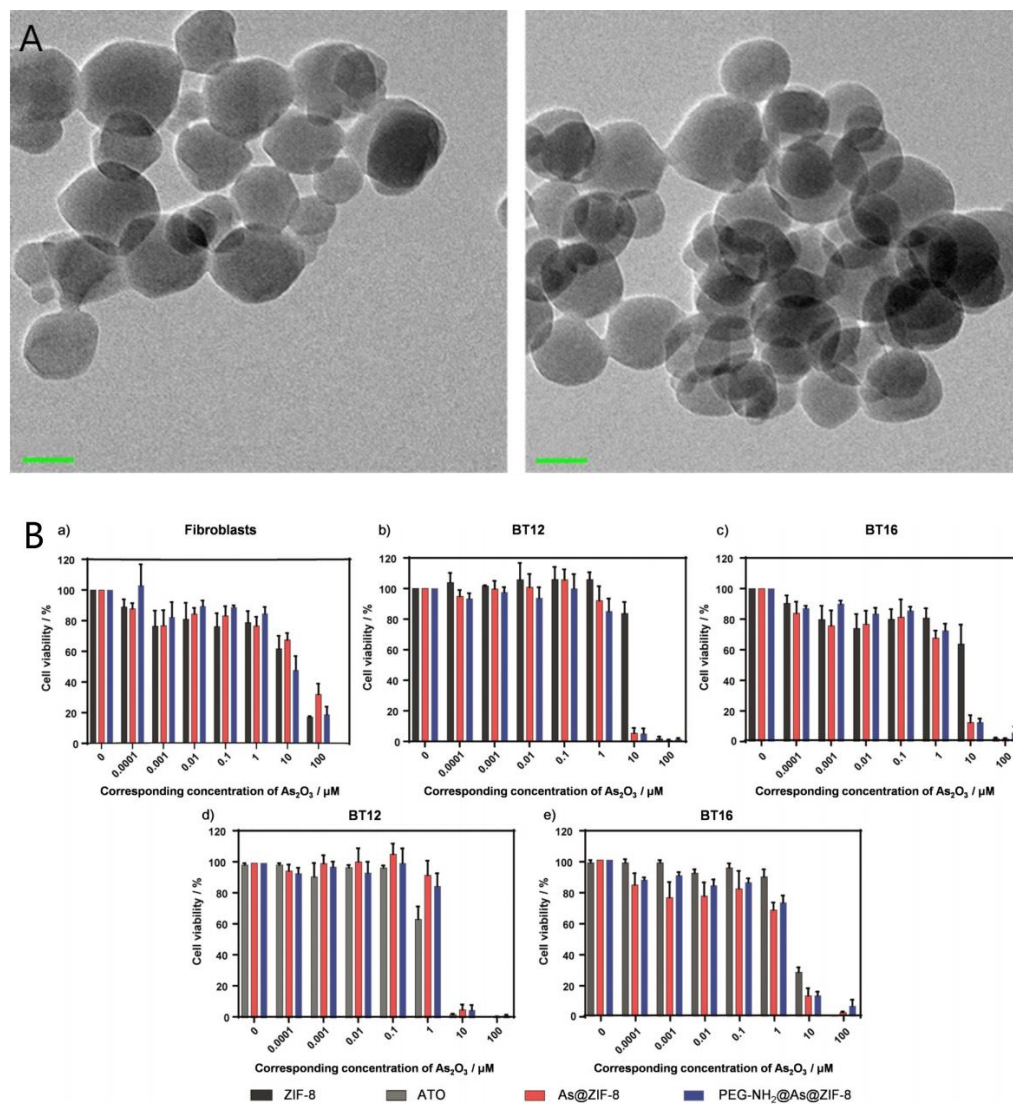 A
B
a) Fibroblasts
b) BT12
c) BT16
Cell viability / %
120
100
80
60
40
20
0
0 0.0001 0.001 0.01 0.1 1 10 100
Corresponding concentration of As₂O₃ / µM
Cell viability / %
120
100
80
60
40
20
0
0 0.0001 0.001 0.01 0.1 1 10 100
Corresponding concentration of As₂O₃ / µM
Cell viability / %
120
100
80
60
40
20
0
0 0.0001 0.001 0.01 0.1 1 10 100
Corresponding concentration of As₂O₃ / µM
d) BT12
e) BT16
Cell viability / %
120
100
80
60
40
20
0
0 0.0001 0.001 0.01 0.1 1 10 100
Corresponding concentration of As₂O₃ / µM
Cell viability / %
120
100
80
60
40
20
0
0 0.0001 0.001 0.01 0.1 1 10 100
Corresponding concentration of As₂O₃ / µM
ZIF-8 ATO As@ZIF-8 PEG-NH₂@As@ZIF-8